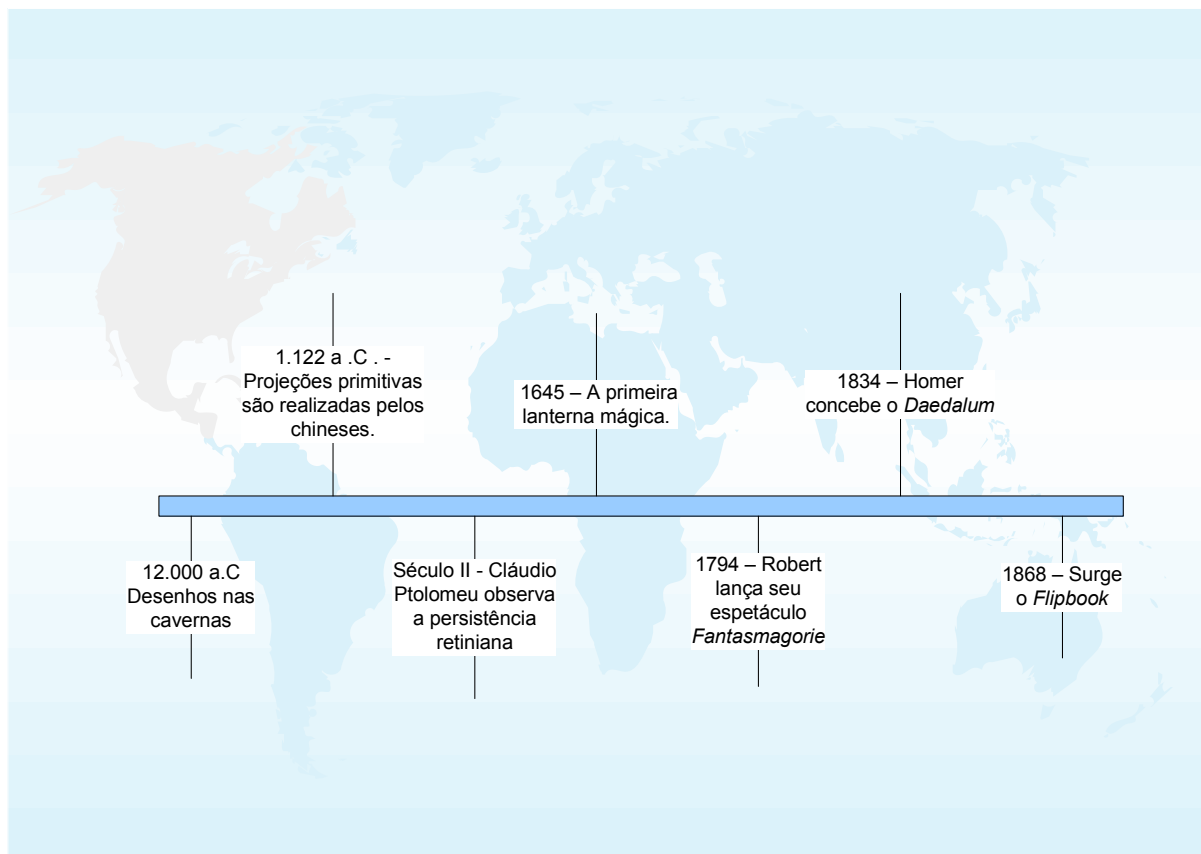 1.122 a .C . -
Projeções primitivas
são realizadas pelos
chineses.
1645 – A primeira
lanterna mágica.
1834 – Homer
concebe o Daedalum
12.000 a.C
Desenhos nas
cavernas
Século II - Cláudio
Ptolomeu observa
a persistência
retiniana
1794 – Robert
lança seu
espetáculo
Fantasmagorie
1868 – Surge
o Flipbook